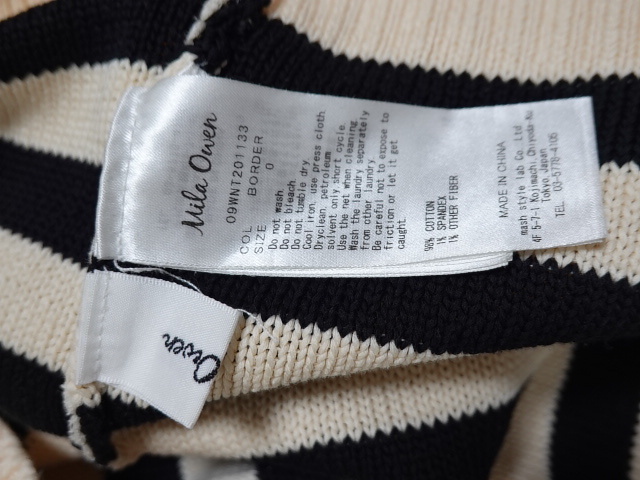 Mila Owen
09WNT201133
COL BORDER
SIZE 0
Do not wash
Do not bleach
Do not tumble dry
Cool iron, use press cloth
Dryclean, petroleum
solvent only short cycle.
Use the net when cleaning
Wash the laundry separately
from other laundry.
Be careful not to expose to
friction or let it get
caught
98% COTTON
1% SPANDEX
1% OTHER FIBER
MADE IN CHINA
mash style lab Co.,Ltd.
4F 5-7-1 Kojimachi, Chiyoda-Ku
Tokyo Japan
TEL 03-5778-4105
Owen